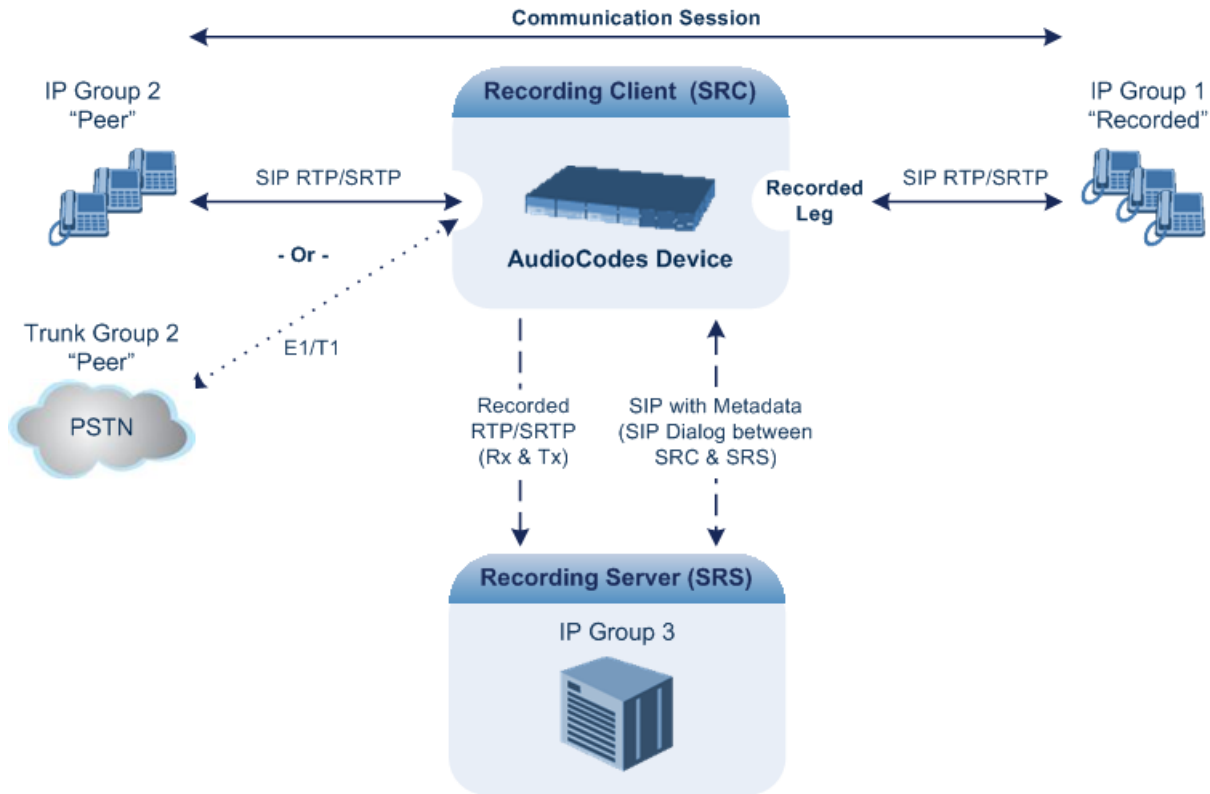 Communication Session
IP Group 2
“Peer”
Recording Client (SRC)
IP Group 1
“Recorded”
SIP RTP/SRTP
Recorded
Leg
SIP RTP/SRTP
- Or -
AudioCodes Device
Trunk Group 2
“Peer”
E1/T1
PSTN
Recorded
RTP/SRTP
(Rx & Tx)
SIP with Metadata
(SIP Dialog between
SRC & SRS)
Recording Server (SRS)
IP Group 3